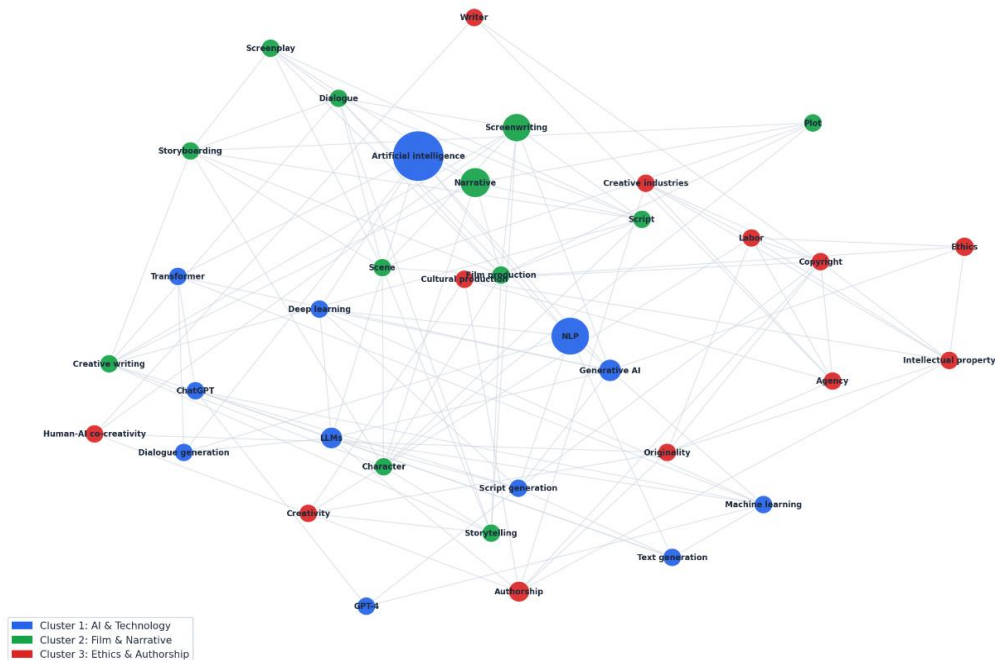 Writer
Screenplay
Dialogue
Screenwriting
Plot
Storyboarding
Artificial intelligence
Narrative
Creative industries
Script
Labor
Ethics
Copyright
Transformer
Scene
Cultural production
Film production
Deep learning
NLP
Creative writing
Generative AI
Intellectual property
ChatGPT
Agency
Human-AI co-creativity
LLMs
Dialogue generation
Originality
Character
Script generation
Machine learning
Creativity
Storytelling
Text generation
Authorship
GPT-4
Cluster 1: AI & Technology
Cluster 2: Film & Narrative
Cluster 3: Ethics & Authorship